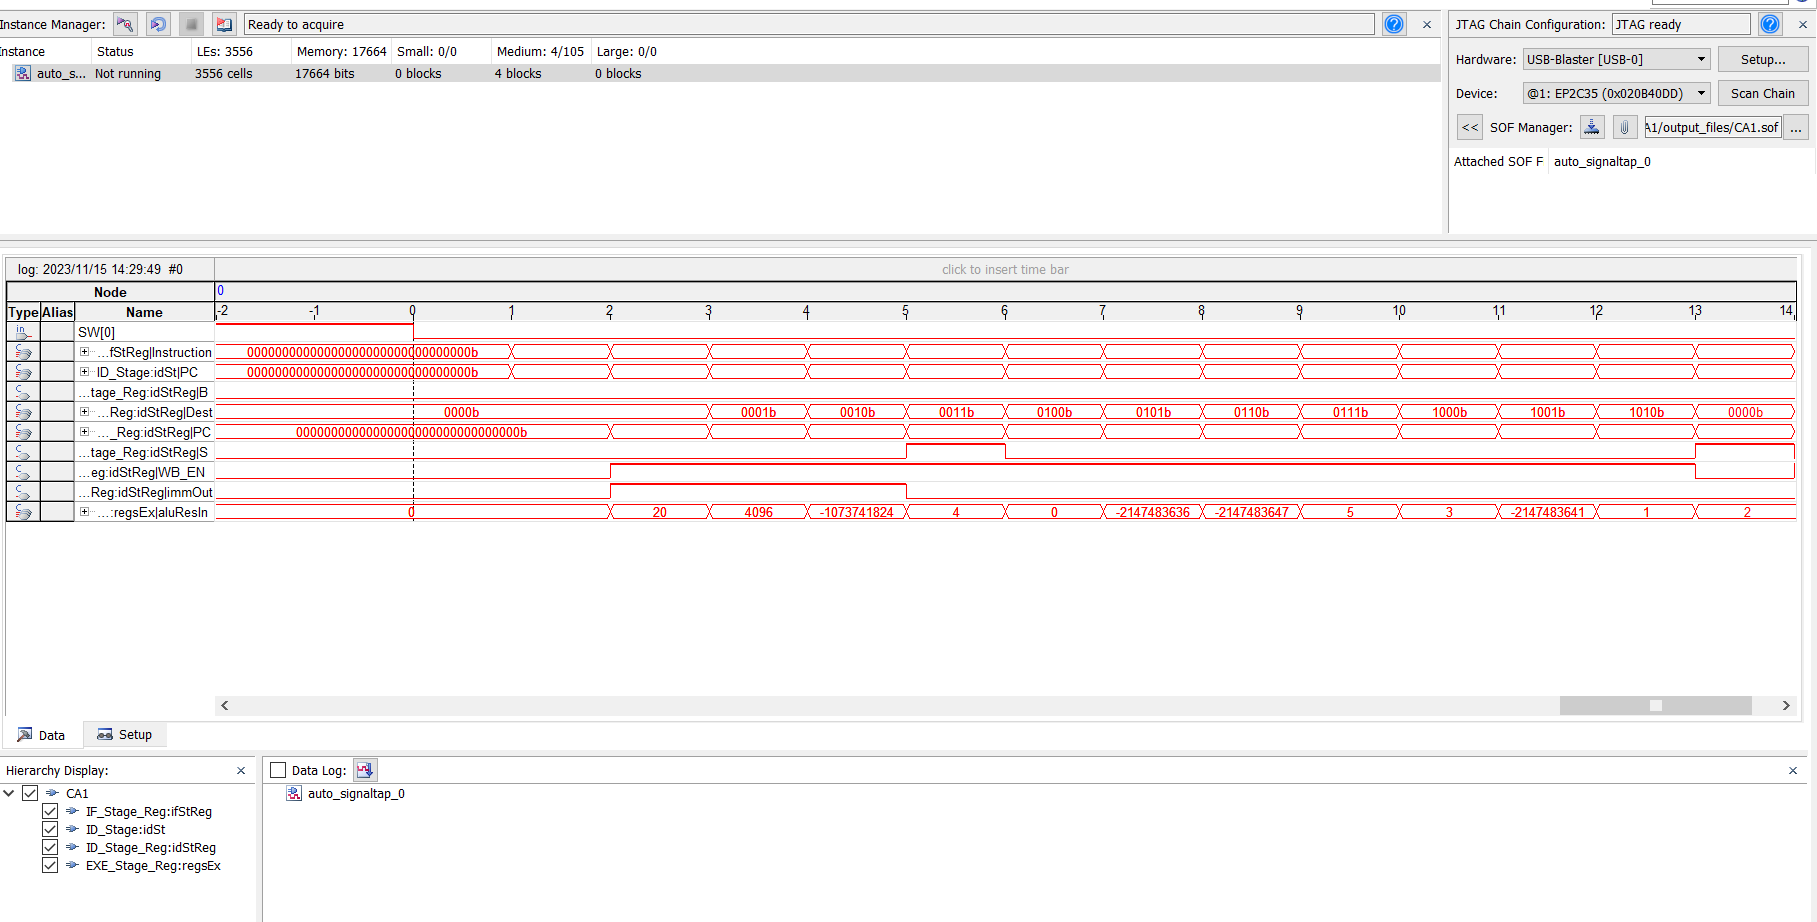 Instance Manager: Ready to acquire
nstance Status LEs: 3556 Memory: 17664 Small: 0/0 Medium: 4/105 Large: 0/0
auto_s... Not running 3556 cells 17664 bits 0 blocks 4 blocks 0 blocks
JTAG Chain Configuration: JTAG ready
Hardware: USB-Blaster [USB-0] Setup...
Device: @1: EP2C35 (0x020B40DD) Scan Chain
<< SOF Manager: A1/output_files/CA1.sof ...
Attached SOF F auto_signaltap_0
log: 2023/11/15 14:29:49 #0 click to insert time bar
Node 0
Type Alias Name -2 -1 0 1 2 3 4 5 6 7 8 9 10 11 12 13 14
in SW[0]
...fStReg|Instruction 00000000000000000000000000000000b
ID_Stage:idSt|PC 00000000000000000000000000000000b
...tage_Reg:idStReg|B
...Reg:idStReg|Dest 0000b 0001b 0010b 0011b 0100b 0101b 0110b 0111b 1000b 1001b 1010b 0000b
..._Reg:idStReg|PC 00000000000000000000000000000000b
...tage_Reg:idStReg|S
...eg:idStReg|WB_EN
...Reg:idStReg|immOut
...:regsEx|aluResIn 0 20 4096 -1073741824 4 0 -2147483636 -2147483647 5 3 -2147483641 1 2
Data Setup
Hierarchy Display:
CA1
IF_Stage_Reg:ifStReg
ID_Stage:idSt
ID_Stage_Reg:idStReg
EXE_Stage_Reg:regsEx
Data Log:
auto_signaltap_0